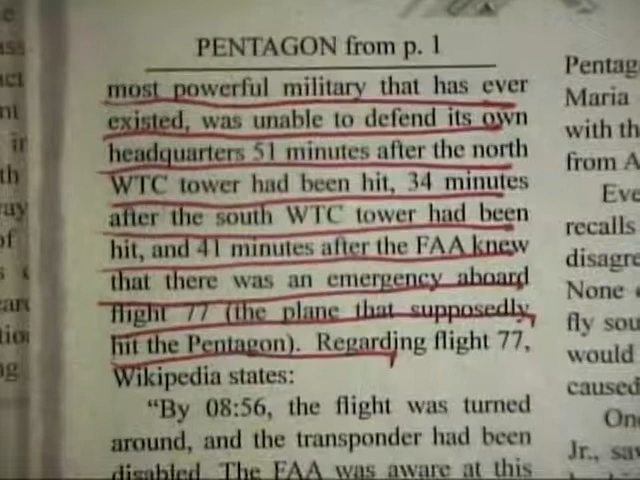 PENTAGON from p. 1
most powerful military that has ever
existed, was unable to defend its own
headquarters 51 minutes after the north
WTC tower had been hit, 34 minutes
after the south WTC tower had been
hit, and 41 minutes after the FAA knew
that there was an emergency aboard
flight 77 (the plane that supposedly
hit the Pentagon). Regarding flight 77,
Wikipedia states:
“By 08:56, the flight was turned
around, and the transponder had been
disabled. The FAA was aware at this
Pentag
Maria
with th
from A
Eve
recalls
disagre
None
fly sou
would
caused
On
Jr., sa